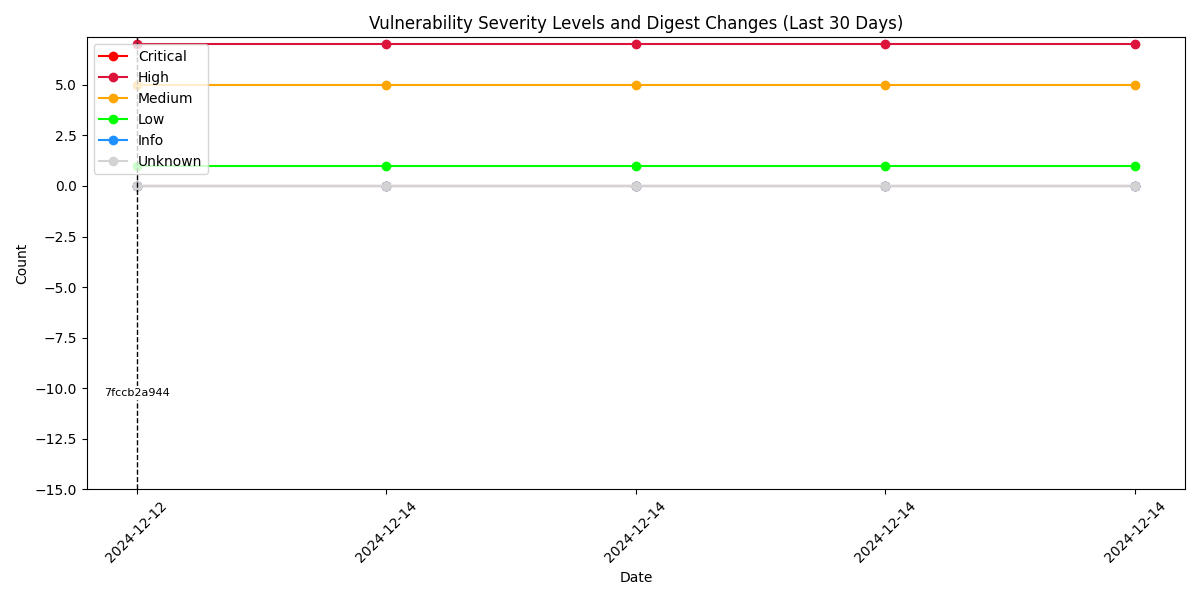 Vulnerability Severity Levels and Digest Changes (Last 30 Days)
Critical
High
Medium
Low
Info
Unknown
5.0
2.5
0.0
−2.5
−5.0
−7.5
−10.0
−12.5
−15.0
Count
7fccb2a944
2024-12-12
2024-12-14
2024-12-14
2024-12-14
2024-12-14
Date